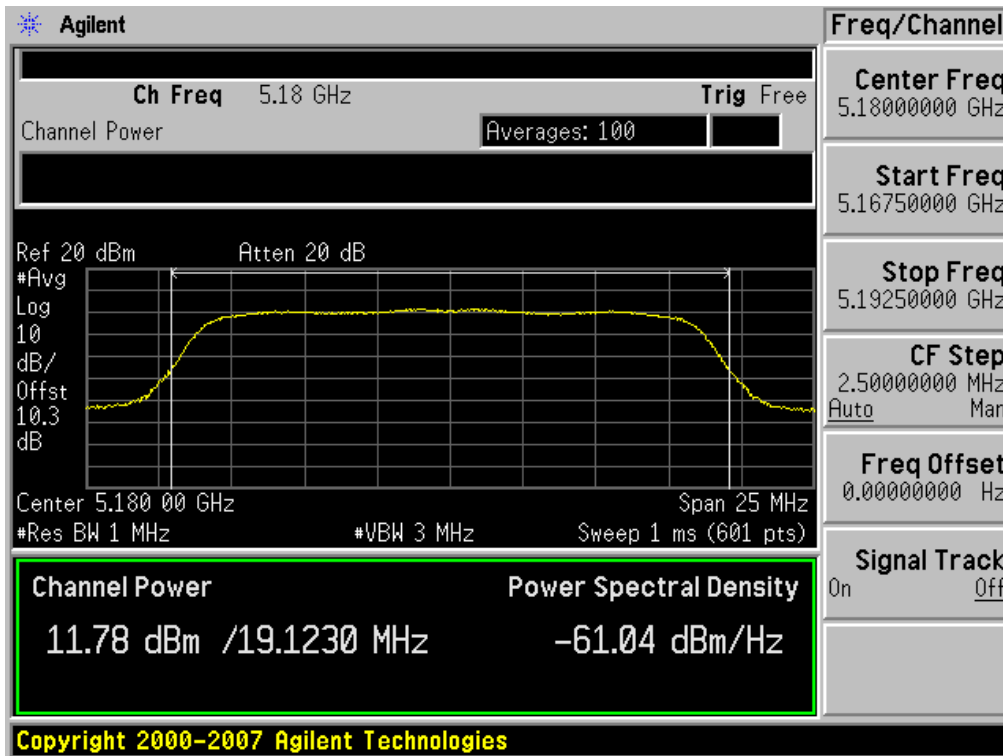 Agilent
Freq/Channel
Ch Freq 5.18 GHz Trig Free
Channel Power Averages: 100
Ref 20 dBm Atten 20 dB
#Avg
Log
10
dB/
Offst
10.3
dB
Center 5.180 00 GHz Span 25 MHz
#Res BW 1 MHz #VBW 3 MHz Sweep 1 ms (601 pts)
Channel Power Power Spectral Density
11.78 dBm /19.1230 MHz -61.04 dBm/Hz
Center Freq
5.18000000 GHz
Start Freq
5.16750000 GHz
Stop Freq
5.19250000 GHz
CF Step
2.50000000 MHz
Auto Man
Freq Offset
0.00000000 Hz
Signal Track
On Off
Copyright 2000-2007 Agilent Technologies